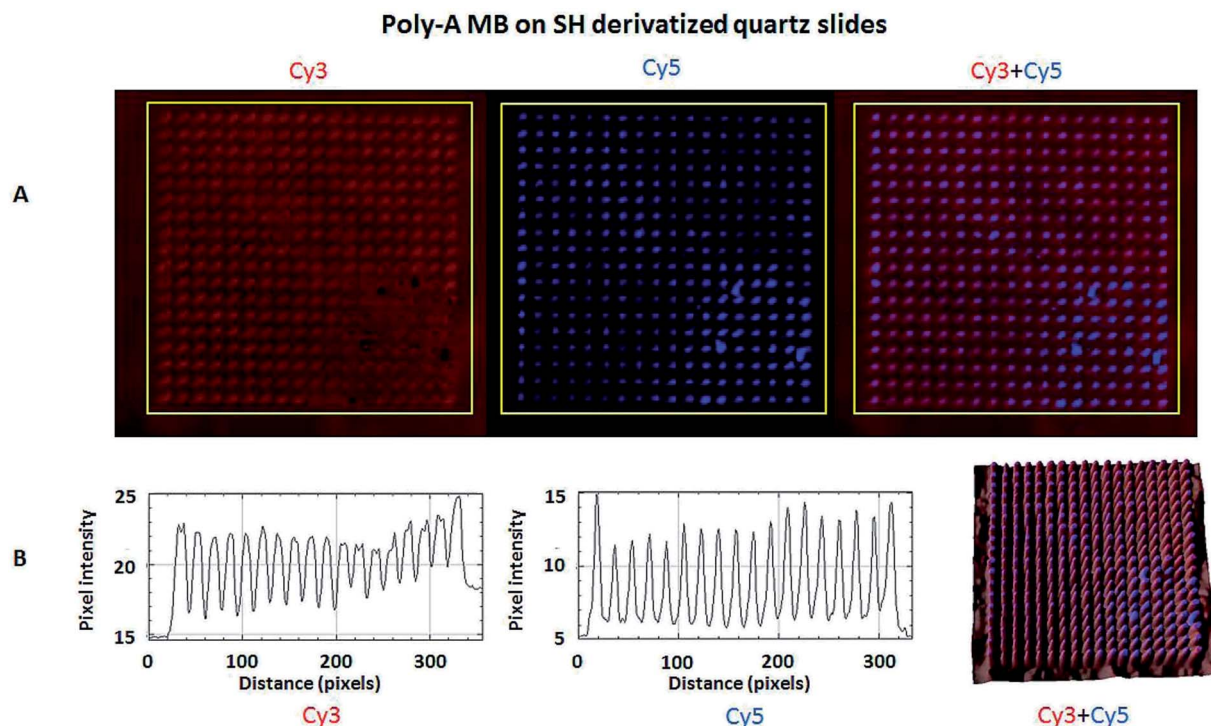 Poly-A MB on SH derivatized quartz slides
Cy3
Cy5
Cy3+Cy5
A
B
Pixel intensity
25
20
15
0
100
200
300
Distance (pixels)
Cy3
Pixel intensity
15
10
5
0
100
200
300
Distance (pixels)
Cy5
Cy3+Cy5